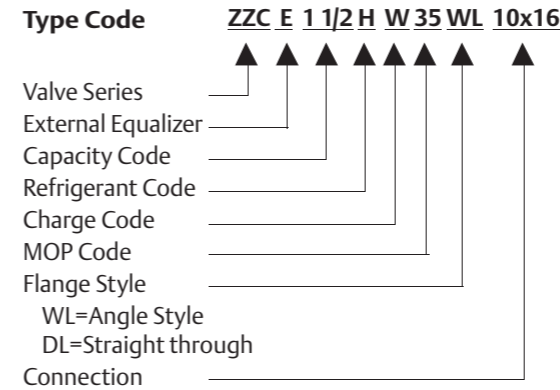 Type Code ZZC E 1 1/2 H W 35 WL 10x16
Valve Series
External Equalizer
Capacity Code
Refrigerant Code
Charge Code
MOP Code
Flange Style
WL=Angle Style
DL=Straight through
Connection